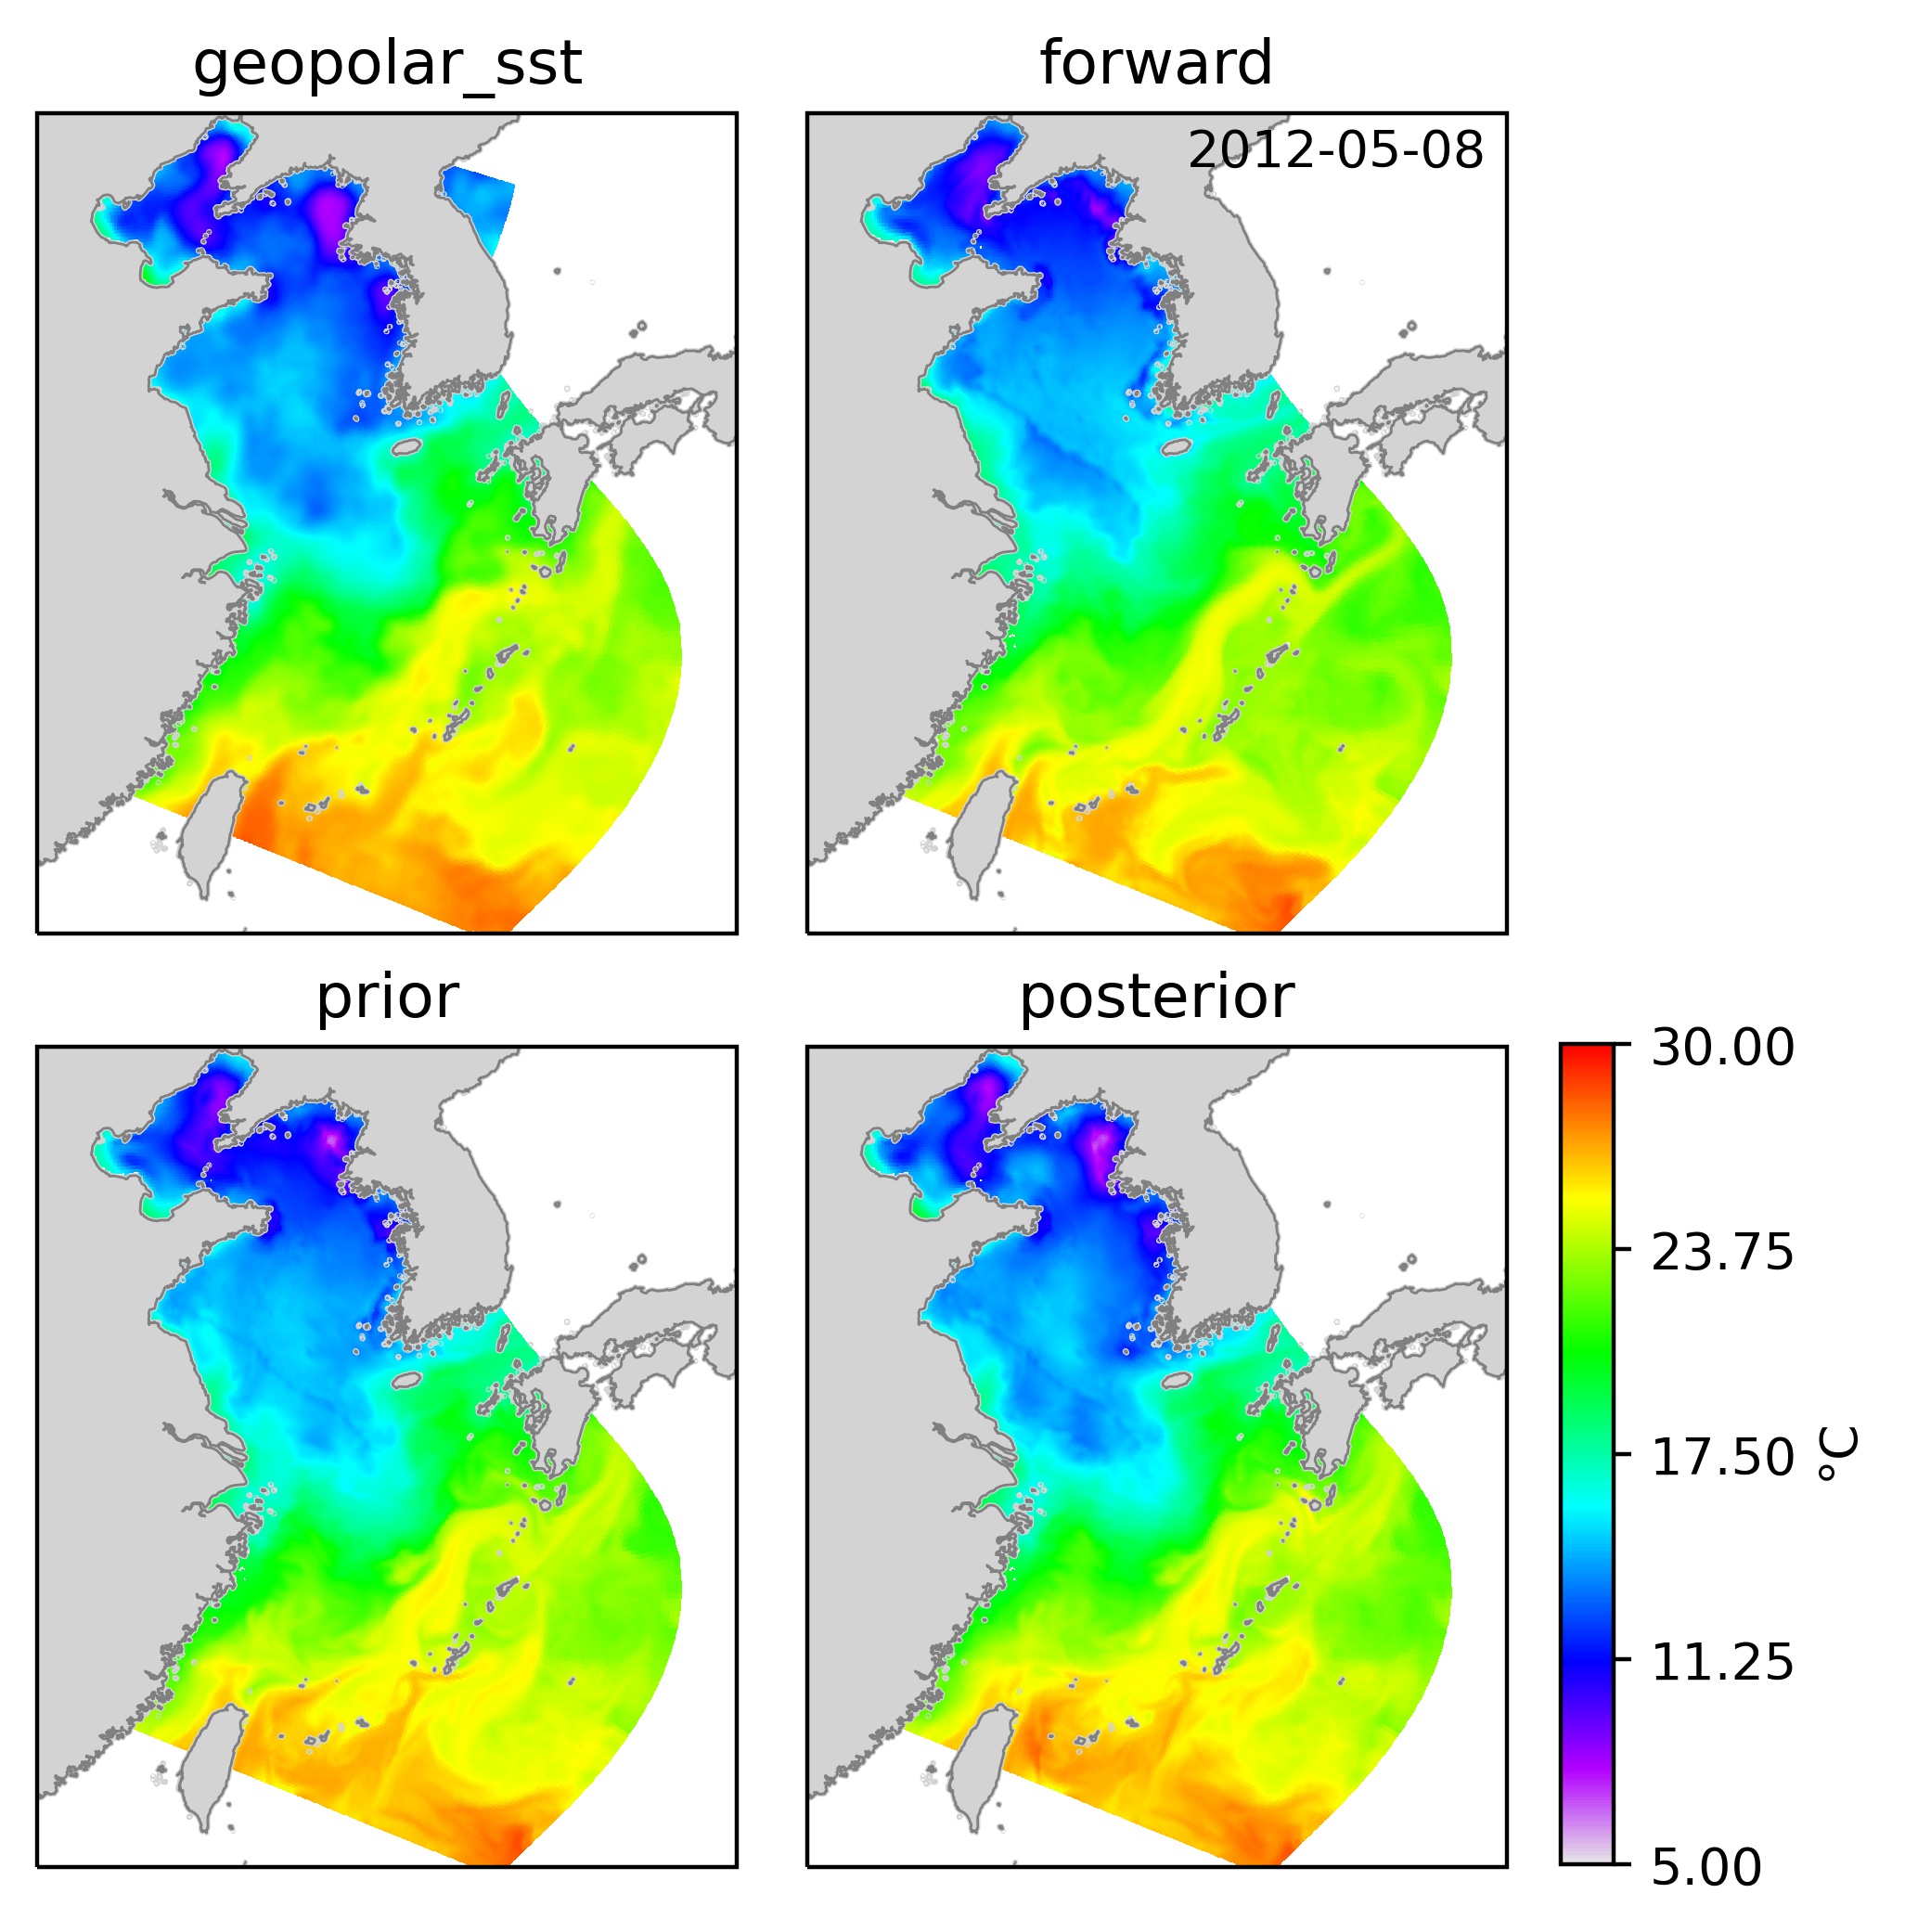 geopolar_sst
forward
2012-05-08
prior
posterior
30.00
23.75
17.50
11.25
5.00
°C